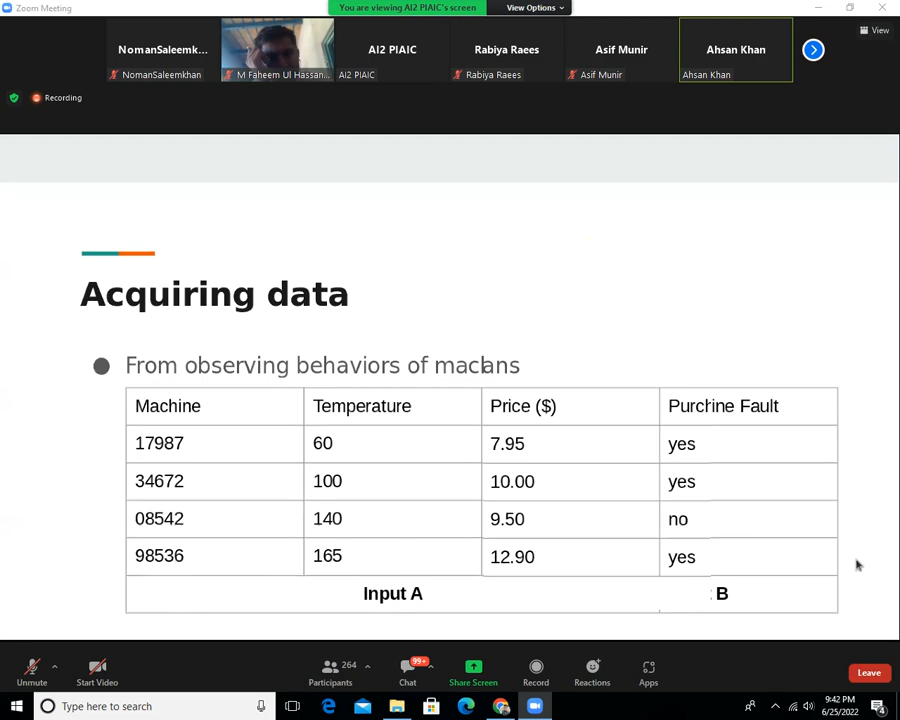 Zoom Meeting
You are viewing AI2 PIAIC's screen
View Options
NomanSaleemk...
AI2 PIAIC
Rabiya Raees
Asif Munir
Ahsan Khan
View
NomanSaleemkhan
M Faheem Ul Hassan...
AI2 PIAIC
Rabiya Raees
Asif Munir
Ahsan Khan
Recording
Acquiring data
From observing behaviors of
Machine Temperature Price ($) Fault
17987 60 7.95 yes
34672 100 10.00 yes
08542 140 9.50 no
98536 165 12.90 yes
Input A B
Unmute
Start Video
264
Participants
99+
Chat
Share Screen
Record
Reactions
Apps
Leave
Type here to search
9:42 PM
6/25/2022
4